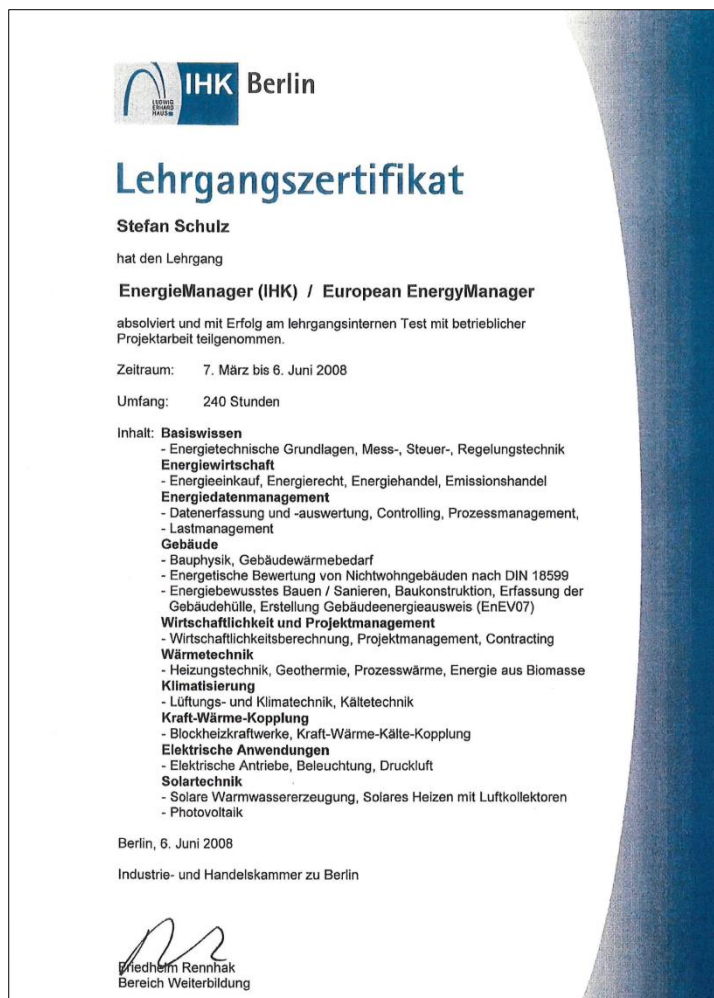 LUDWIG
ERHARD
HAUS
IHK Berlin
Lehrgangszertifikat
Stefan Schulz
hat den Lehrgang
EnergieManager (IHK) / European EnergyManager
absolviert und mit Erfolg am lehrgangsinternen Test mit betrieblicher
Projektarbeit teilgenommen.
Zeitraum: 7. März bis 6. Juni 2008
Umfang: 240 Stunden
Inhalt: Basiswissen
- Energietechnische Grundlagen, Mess-, Steuer-, Regelungstechnik
Energiewirtschaft
- Energieeinkauf, Energierecht, Energiehandel, Emissionshandel
Energiedatenmanagement
- Datenerfassung und -auswertung, Controlling, Prozessmanagement,
- Lastmanagement
Gebäude
- Bauphysik, Gebäudewärmebedarf
- Energetische Bewertung von Nichtwohngebäuden nach DIN 18599
- Energiebewusstes Bauen / Sanieren, Baukonstruktion, Erfassung der
Gebäudehülle, Erstellung Gebäudeenergieausweis (EnEV07)
Wirtschaftlichkeit und Projektmanagement
- Wirtschaftlichkeitsberechnung, Projektmanagement, Contracting
Wärmetechnik
- Heizungstechnik, Geothermie, Prozesswärme, Energie aus Biomasse
Klimatisierung
- Lüftungs- und Klimatechnik, Kältetechnik
Kraft-Wärme-Kopplung
- Blockheizkraftwerke, Kraft-Wärme-Kälte-Kopplung
Elektrische Anwendungen
- Elektrische Antriebe, Beleuchtung, Druckluft
Solartechnik
- Solare Warmwassererzeugung, Solares Heizen mit Luftkollektoren
- Photovoltaik
Berlin, 6. Juni 2008
Industrie- und Handelskammer zu Berlin
Friedhelm Rennhak
Bereich Weiterbildung